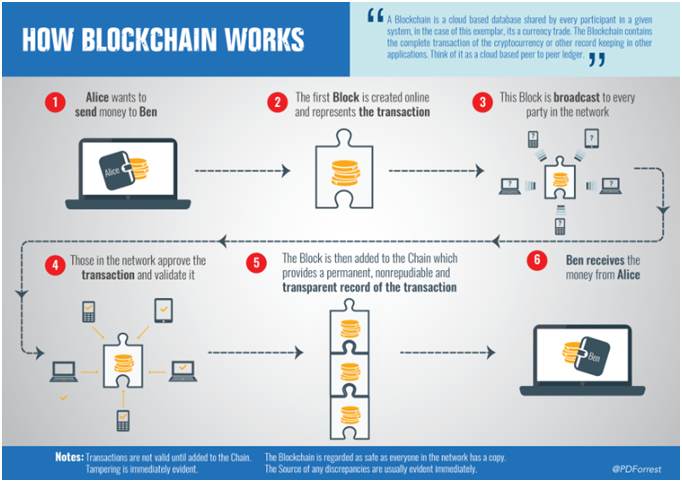 HOW BLOCKCHAIN WORKS
“ A Blockchain is a cloud based database shared by every participant in a given
system, in the case of this exemplar, its a currency trade. The Blockchain contains
the complete transaction of the cryptocurrency or other record keeping in other
applications. Think of it as a cloud based peer to peer ledger. ”
1 Alice wants to
send money to Ben
Alice
2 The first Block is created online
and represents the transaction
3 This Block is broadcast to every
party in the network
?
?
?
?
?
4 Those in the network approve the
transaction and validate it
5 The Block is then added to the Chain which
provides a permanent, nonrepudiable and
transparent record of the transaction
6 Ben receives the
money from Alice
Ben
Notes: Transactions are not valid until added to the Chain.
Tampering is immediately evident.
The Blockchain is regarded as safe as everyone in the network has a copy.
The Source of any discrepancies are usually evident immediately.
@PDForrest